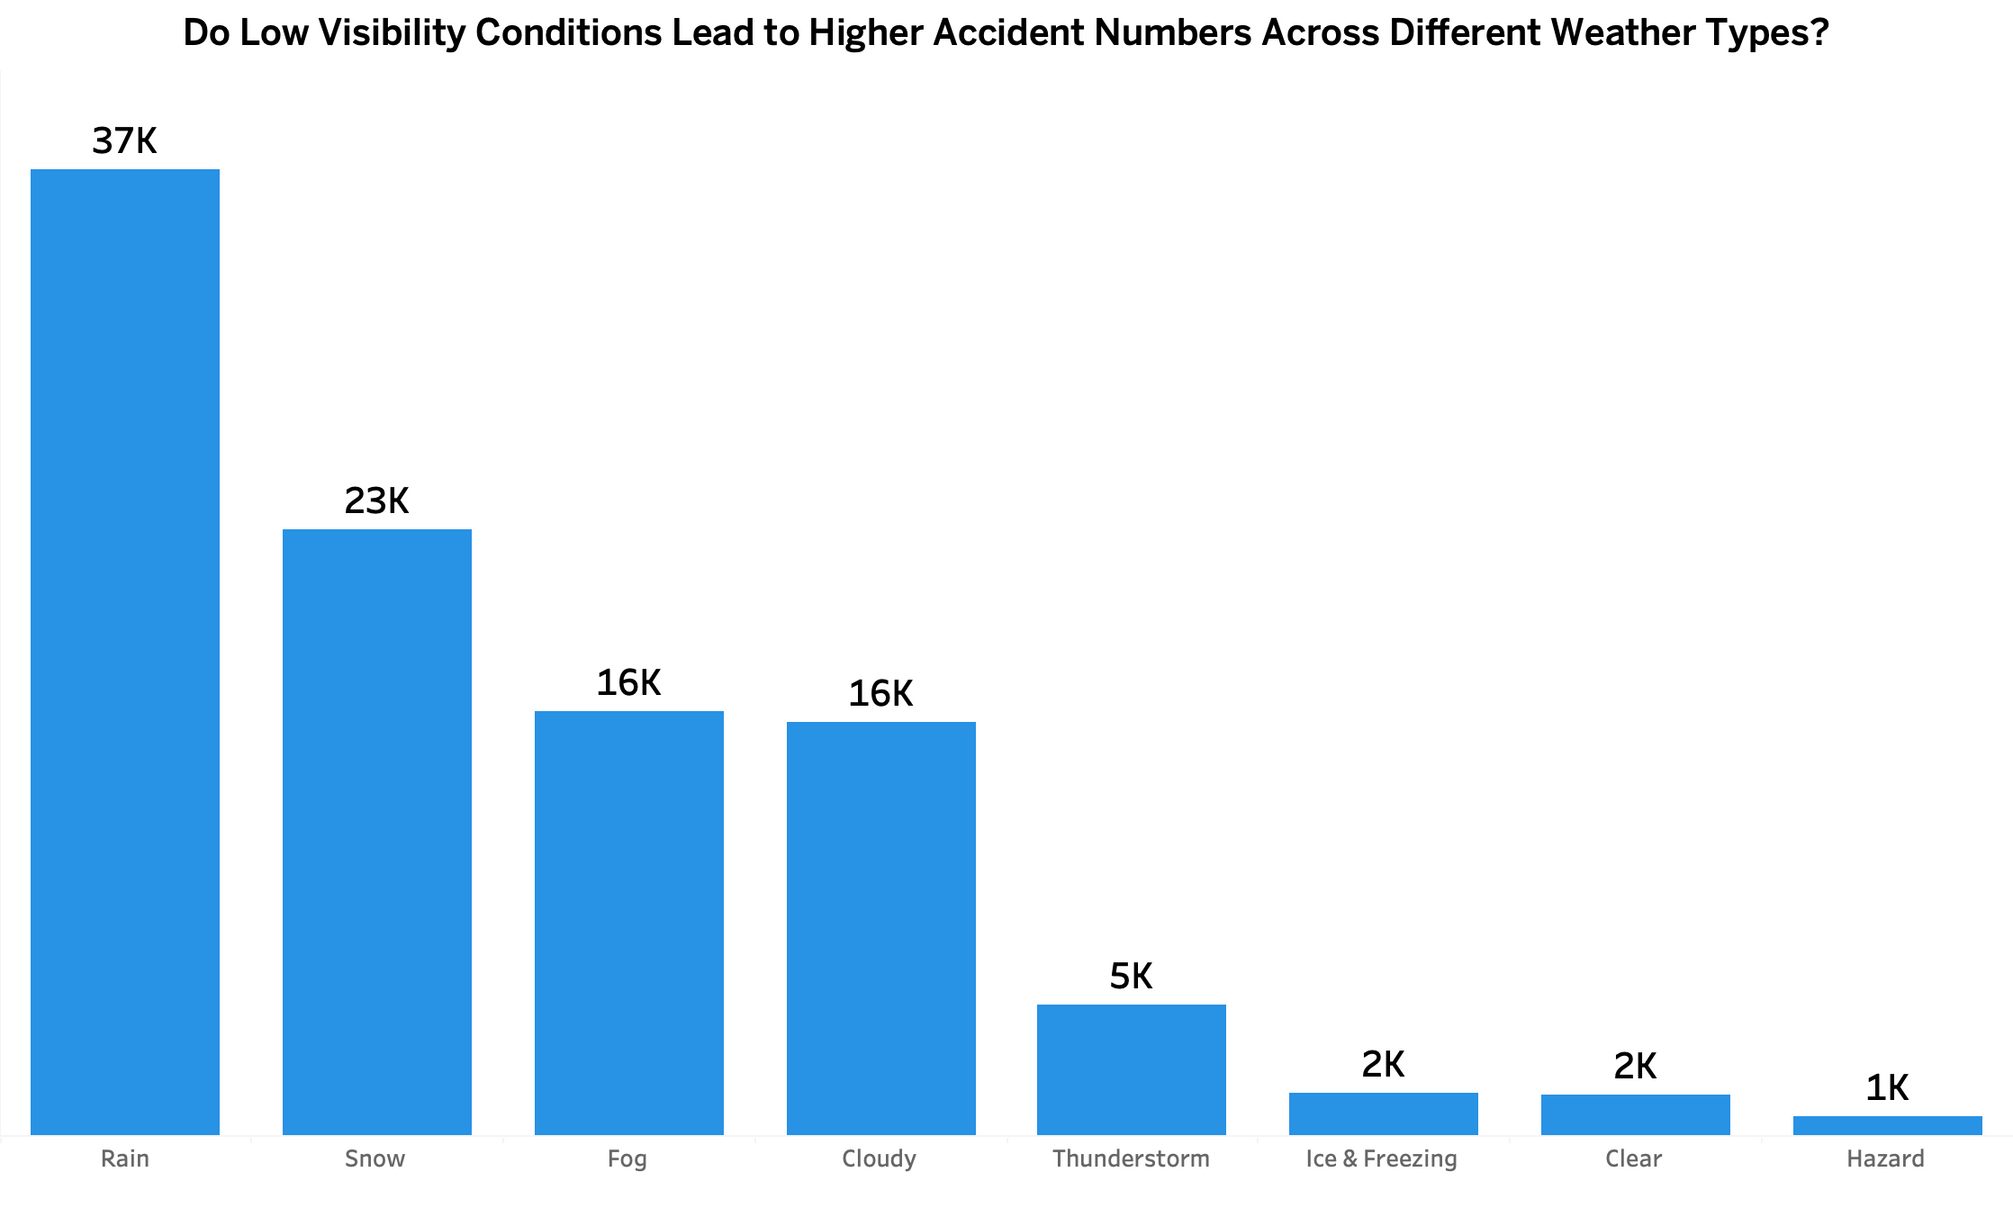 Do Low Visibility Conditions Lead to Higher Accident Numbers Across Different Weather Types?
37K
23K
16K
16K
5K
2K
2K
1K
Rain
Snow
Fog
Cloudy
Thunderstorm
Ice & Freezing
Clear
Hazard